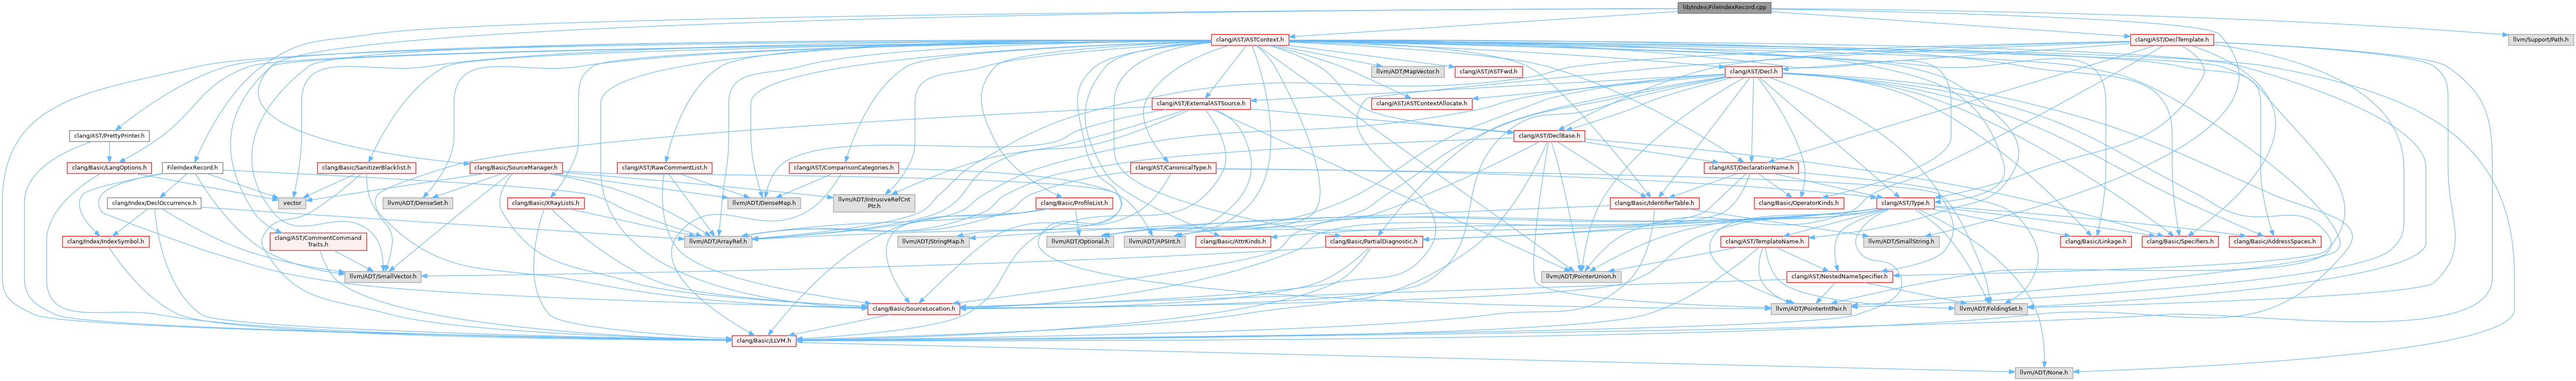 lib/Index/FileIndexRecord.cpp
clang/AST/ASTContext.h
clang/AST/DeclTemplate.h
llvm/Support/Path.h
llvm/ADT/MapVector.h
clang/AST/ASTFwd.h
clang/AST/Decl.h
clang/AST/ExternalASTSource.h
clang/AST/ASTContextAllocate.h
clang/AST/PrettyPrinter.h
clang/AST/DeclBase.h
clang/Basic/LangOptions.h
FileIndexRecord.h
clang/Basic/SanitizerBlacklist.h
clang/Basic/SourceManager.h
clang/AST/RawCommentList.h
clang/AST/ComparisonCategories.h
clang/AST/CanonicalType.h
clang/AST/DeclarationName.h
clang/Index/DeclOccurrence.h
vector
llvm/ADT/DenseSet.h
clang/Basic/XRayLists.h
llvm/ADT/DenseMap.h
llvm/ADT/IntrusiveRefCnt
Ptr.h
clang/Basic/ProfileList.h
clang/Basic/IdentifierTable.h
clang/Basic/OperatorKinds.h
clang/AST/Type.h
clang/Index/IndexSymbol.h
clang/AST/CommentCommand
Traits.h
llvm/ADT/ArrayRef.h
llvm/ADT/StringMap.h
llvm/ADT/Optional.h
llvm/ADT/APSInt.h
clang/Basic/AttrKinds.h
clang/Basic/PartialDiagnostic.h
clang/AST/TemplateName.h
llvm/ADT/SmallString.h
clang/Basic/Linkage.h
clang/Basic/Specifiers.h
clang/Basic/AddressSpaces.h
llvm/ADT/SmallVector.h
llvm/ADT/PointerUnion.h
clang/AST/NestedNameSpecifier.h
clang/Basic/SourceLocation.h
llvm/ADT/PointerIntPair.h
llvm/ADT/FoldingSet.h
clang/Basic/LLVM.h
llvm/ADT/None.h